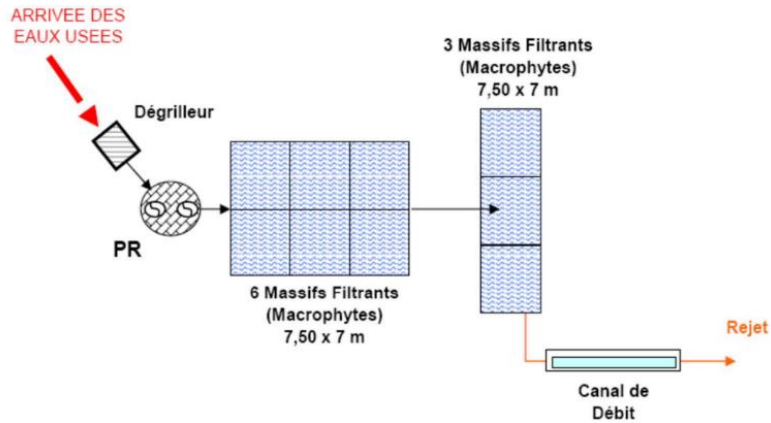 ARRIVEE DES
EAUX USEES
Dégrilleur
PR
6 Massifs Filtrants
(Macrophytes)
7,50 x 7 m
3 Massifs Filtrants
(Macrophytes)
7,50 x 7 m
Rejet
Canal de
Débit